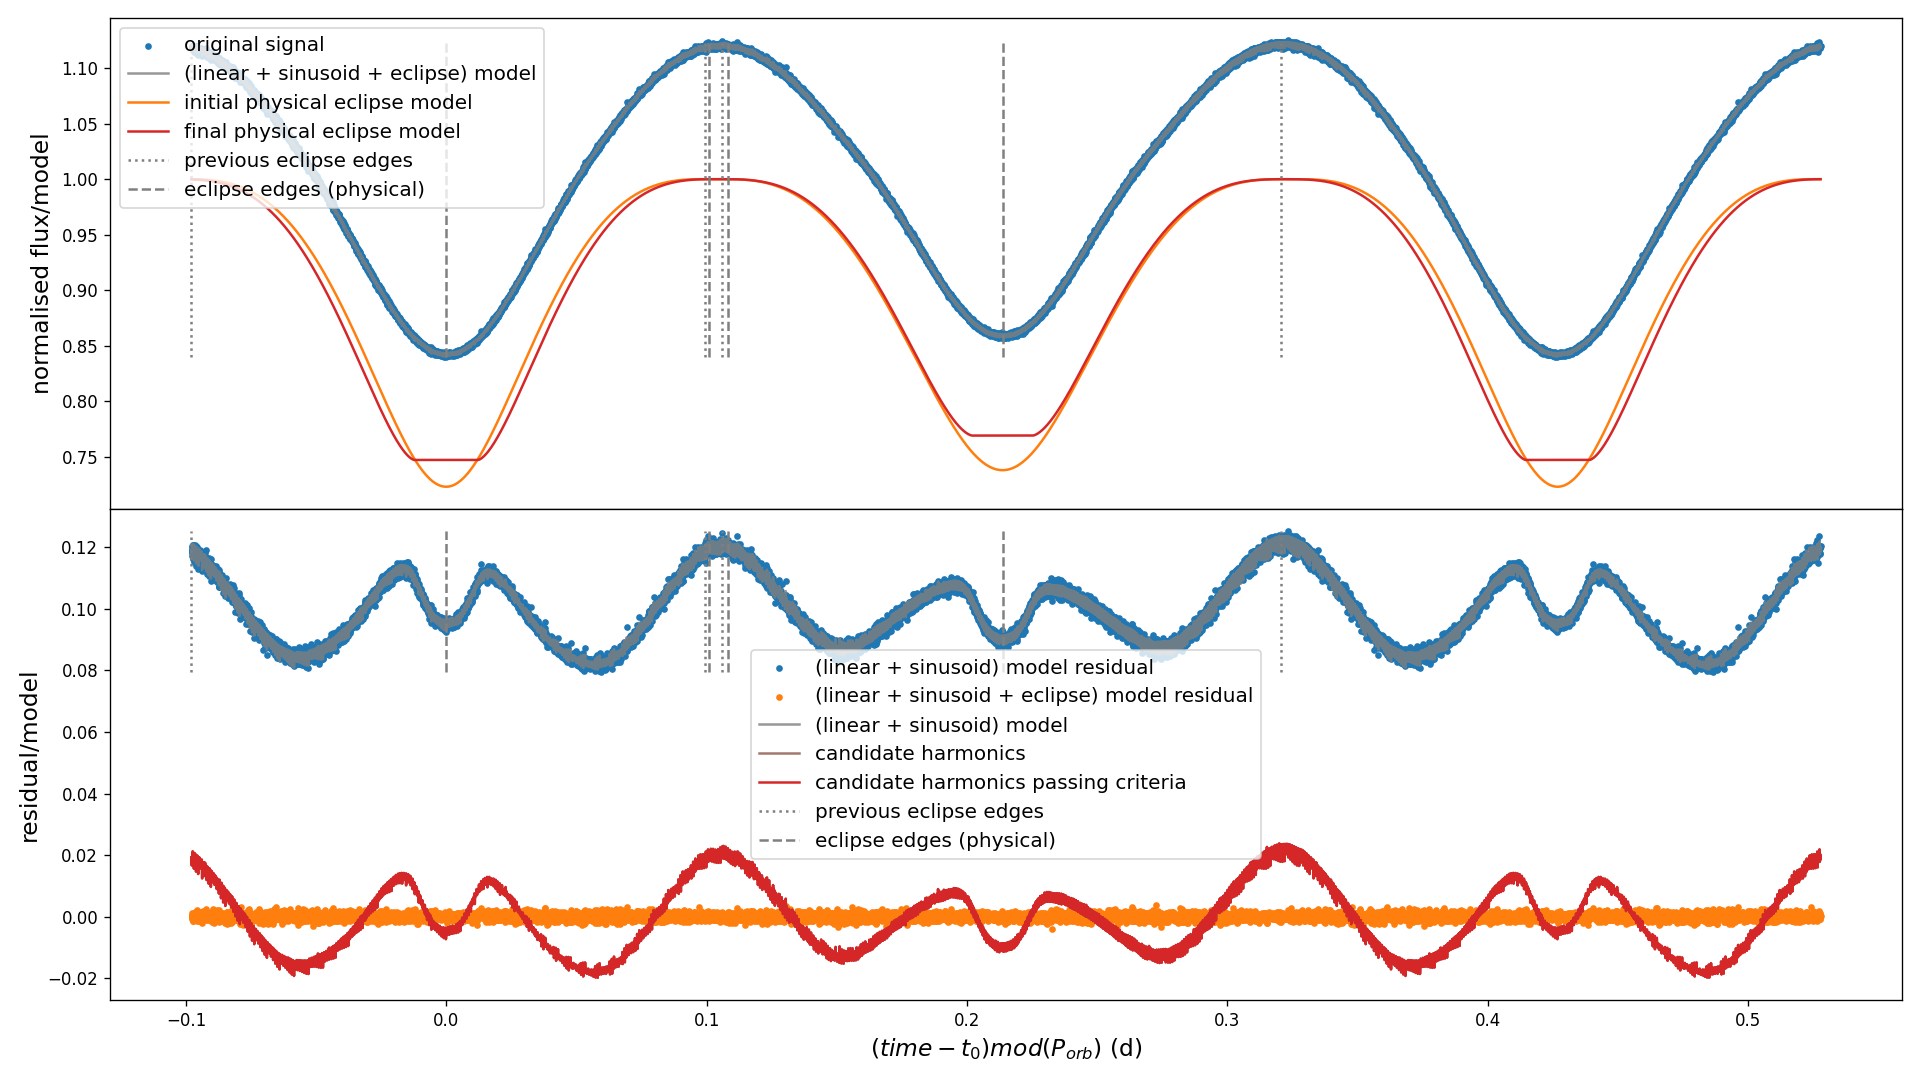 original signal
(linear + sinusoid + eclipse) model
initial physical eclipse model
final physical eclipse model
previous eclipse edges
eclipse edges (physical)
normalised flux/model
1.10
1.05
1.00
0.95
0.90
0.85
0.80
0.75
(linear + sinusoid) model residual
(linear + sinusoid + eclipse) model residual
(linear + sinusoid) model
candidate harmonics
candidate harmonics passing criteria
previous eclipse edges
eclipse edges (physical)
residual/model
0.12
0.10
0.08
0.06
0.04
0.02
0.00
−0.02
−0.1 0.0 0.1 0.2 0.3 0.4 0.5
(time − t₀)mod(Pₒᵣb) (d)